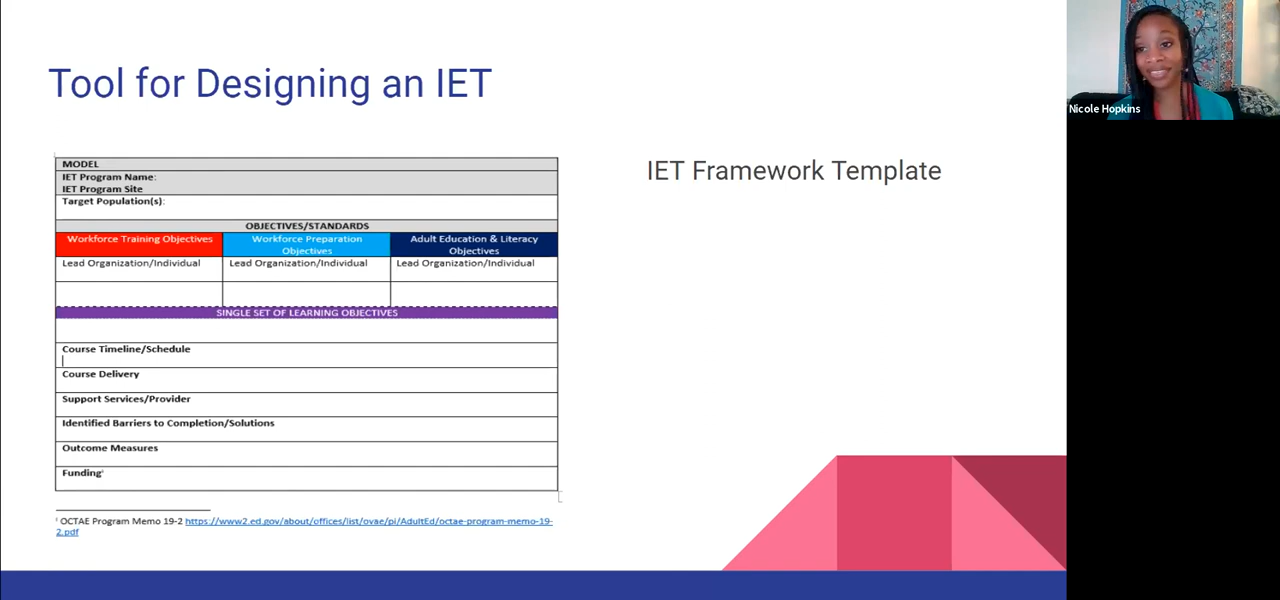 Tool for Designing an IET
Nicole Hopkins
IET Framework Template
MODEL
IET Program Name:
IET Program Site
Target Population(s):
OBJECTIVES/STANDARDS
Workforce Training Objectives
Workforce Preparation
Objectives
Adult Education & Literacy
Objectives
Lead Organization/Individual
Lead Organization/Individual
Lead Organization/Individual
SINGLE SET OF LEARNING OBJECTIVES
Course Timeline/Schedule
Course Delivery
Support Services/Provider
Identified Barriers to Completion/Solutions
Outcome Measures
Funding¹
¹ OCTAE Program Memo 19-2 https://www2.ed.gov/about/offices/list/ovae/pi/AdultEd/octae-program-memo-19-
2.pdf